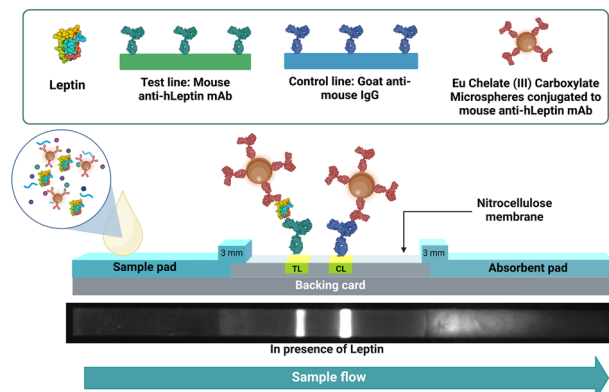 Leptin
Test line: Mouse
anti-hLeptin mAb
Control line: Goat anti-
mouse IgG
Eu Chelate (III) Carboxylate
Microspheres conjugated to
mouse anti-hLeptin mAb
Nitrocellulose
membrane
3 mm
3 mm
Sample pad
TL
CL
Absorbent pad
Backing card
In presence of Leptin
Sample flow